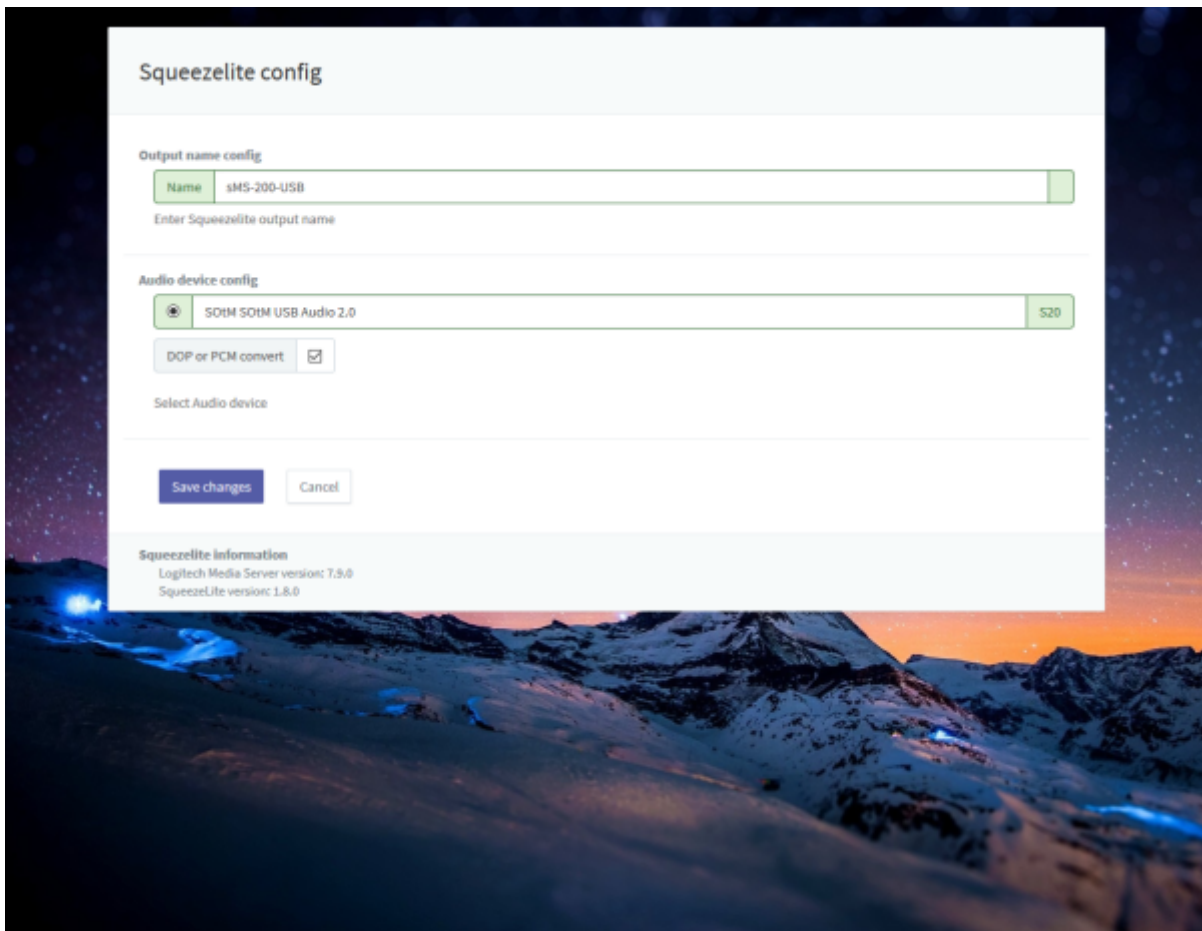 Squeezelite config
Output name config
Name sMS-200-USB
Enter Squeezelite output name
Audio device config
SOtM SOtM USB Audio 2.0 S20
DOP or PCM convert
Select Audio device
Save changes Cancel
Squeezelite information
Logitech Media Server version: 7.9.0
SqueezeLite version: 1.8.0